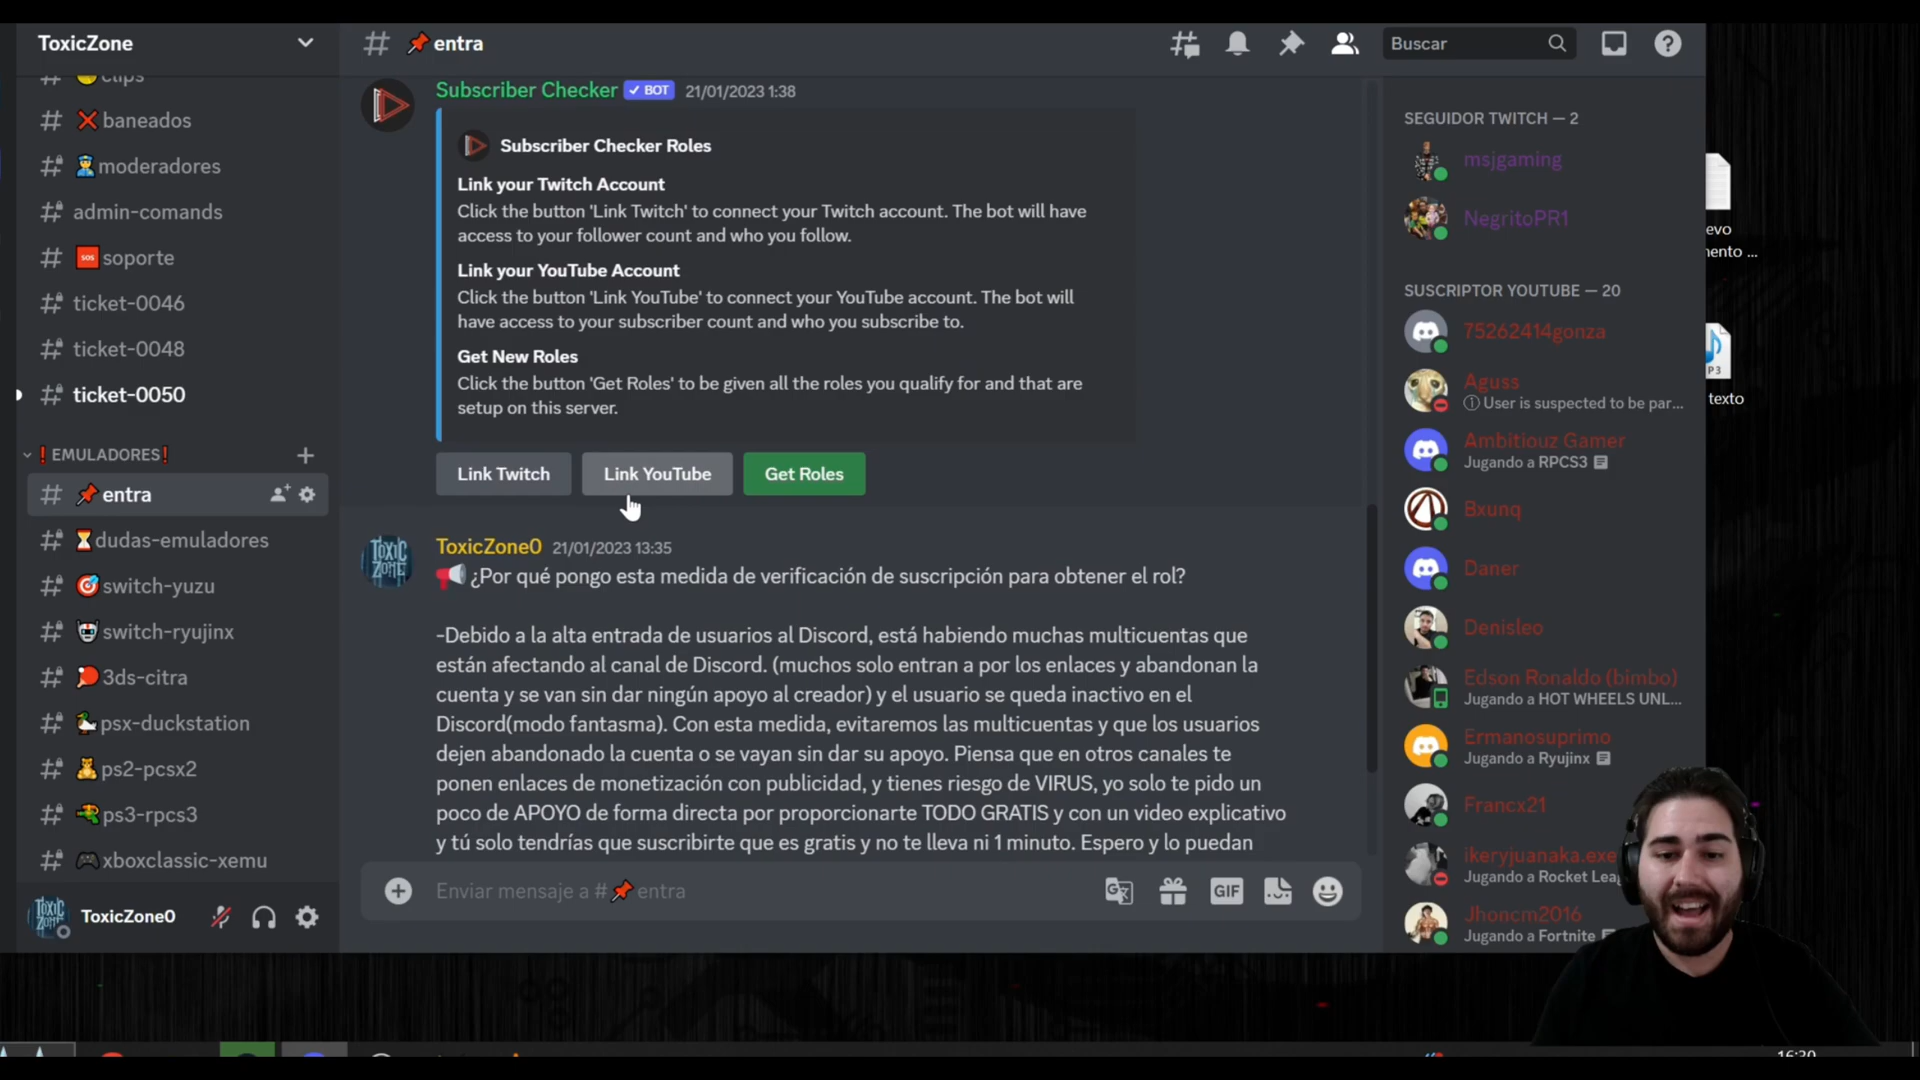 ToxicZone
clips
baneados
moderadores
admin-comands
SOS soporte
ticket-0046
ticket-0048
ticket-0050
EMULADORES
entra
dudas-emuladores
switch-yuzu
switch-ryujinx
3ds-citra
psx-duckstation
ps2-pcsx2
ps3-rpcs3
xboxclassic-xemu
TOXIC
ZONE
ToxicZone0
entra
Buscar
Subscriber Checker BOT 21/01/2023 1:38
Subscriber Checker Roles
Link your Twitch Account
Click the button 'Link Twitch' to connect your Twitch account. The bot will have
access to your follower count and who you follow.
Link your YouTube Account
Click the button 'Link YouTube' to connect your YouTube account. The bot will
have access to your subscriber count and who you subscribe to.
Get New Roles
Click the button 'Get Roles' to be given all the roles you qualify for and that are
setup on this server.
Link Twitch Link YouTube Get Roles
TOXIC
ZONE
ToxicZone0 21/01/2023 13:35
¿Por qué pongo esta medida de verificación de suscripción para obtener el rol?
-Debido a la alta entrada de usuarios al Discord, está habiendo muchas multicuentas que
están afectando al canal de Discord. (muchos solo entran a por los enlaces y abandonan la
cuenta y se van sin dar ningún apoyo al creador) y el usuario se queda inactivo en el
Discord(modo fantasma). Con esta medida, evitaremos las multicuentas y que los usuarios
dejen abandonado la cuenta o se vayan sin dar su apoyo. Piensa que en otros canales te
ponen enlaces de monetización con publicidad, y tienes riesgo de VIRUS, yo solo te pido un
poco de APOYO de forma directa por proporcionarte TODO GRATIS y con un video explicativo
y tú solo tendrías que suscribirte que es gratis y no te lleva ni 1 minuto. Espero y lo puedan
Enviar mensaje a # entra
GIF
SEGUIDOR TWITCH — 2
msjgaming
NegritoPR1
SUSCRIPTOR YOUTUBE — 20
75262414gonza
Aguss
User is suspected to be par...
Ambitiouz Gamer
Jugando a RPCS3
Bxunq
Daner
Denisleo
Edson Ronaldo (bimbo)
Jugando a HOT WHEELS UNL...
Ermanosuprimo
Jugando a Ryujinx
Francx21
ikeryjuanaka.exe
Jugando a Rocket Leag
Jhoncm2016
Jugando a Fortnite
evo
mento ...
P3
texto
16:30